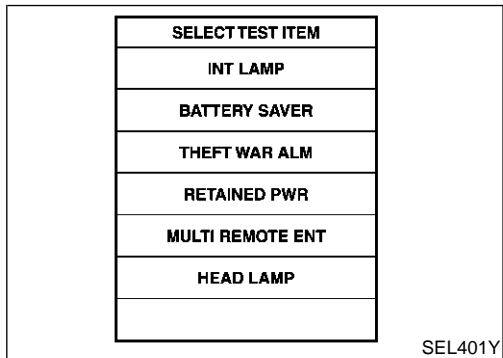 SELECT TEST ITEM
INT LAMP
BATTERY SAVER
THEFT WAR ALM
RETAINED PWR
MULTI REMOTE ENT
HEAD LAMP
SEL401Y